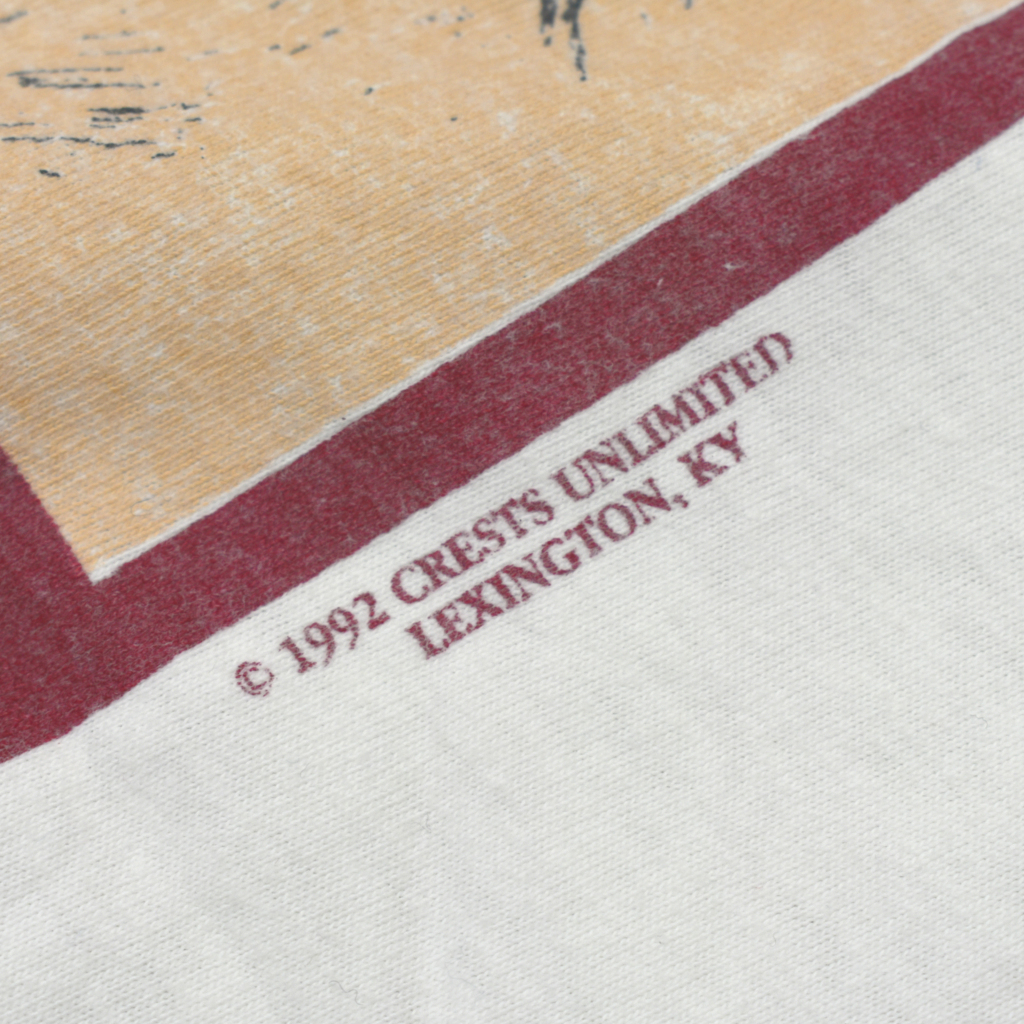 © 1992 CRESTS UNLIMITED
LEXINGTON, KY